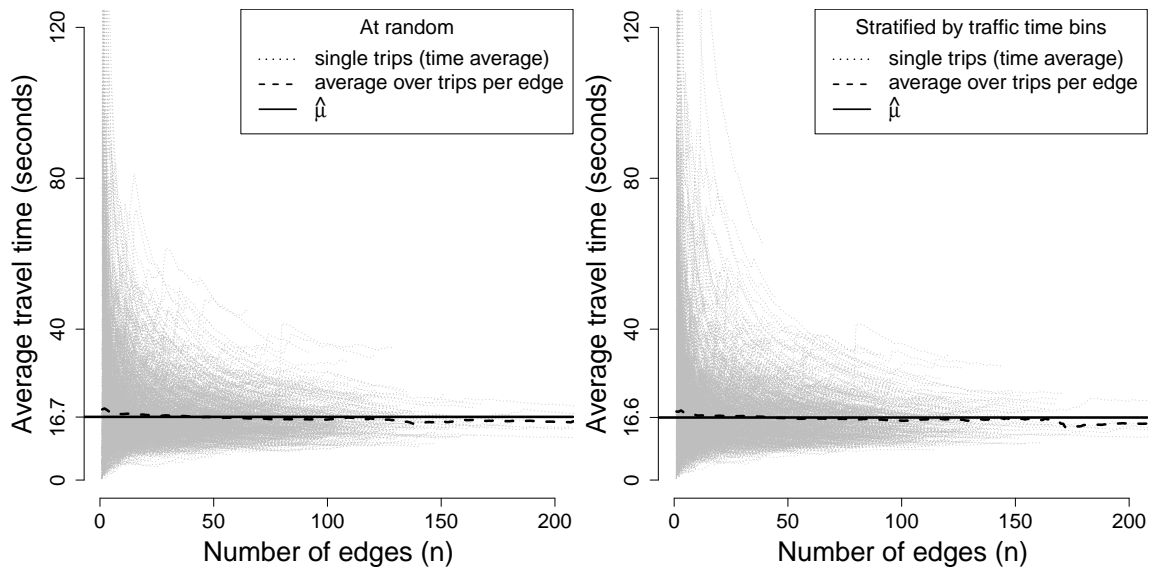 At random
single trips (time average)
average over trips per edge
μ̂
Average travel time (seconds)
120
80
40
16.7
0
0 50 100 150 200
Number of edges (n)
Stratified by traffic time bins
single trips (time average)
average over trips per edge
μ̂
Average travel time (seconds)
120
80
40
16.6
0
0 50 100 150 200
Number of edges (n)